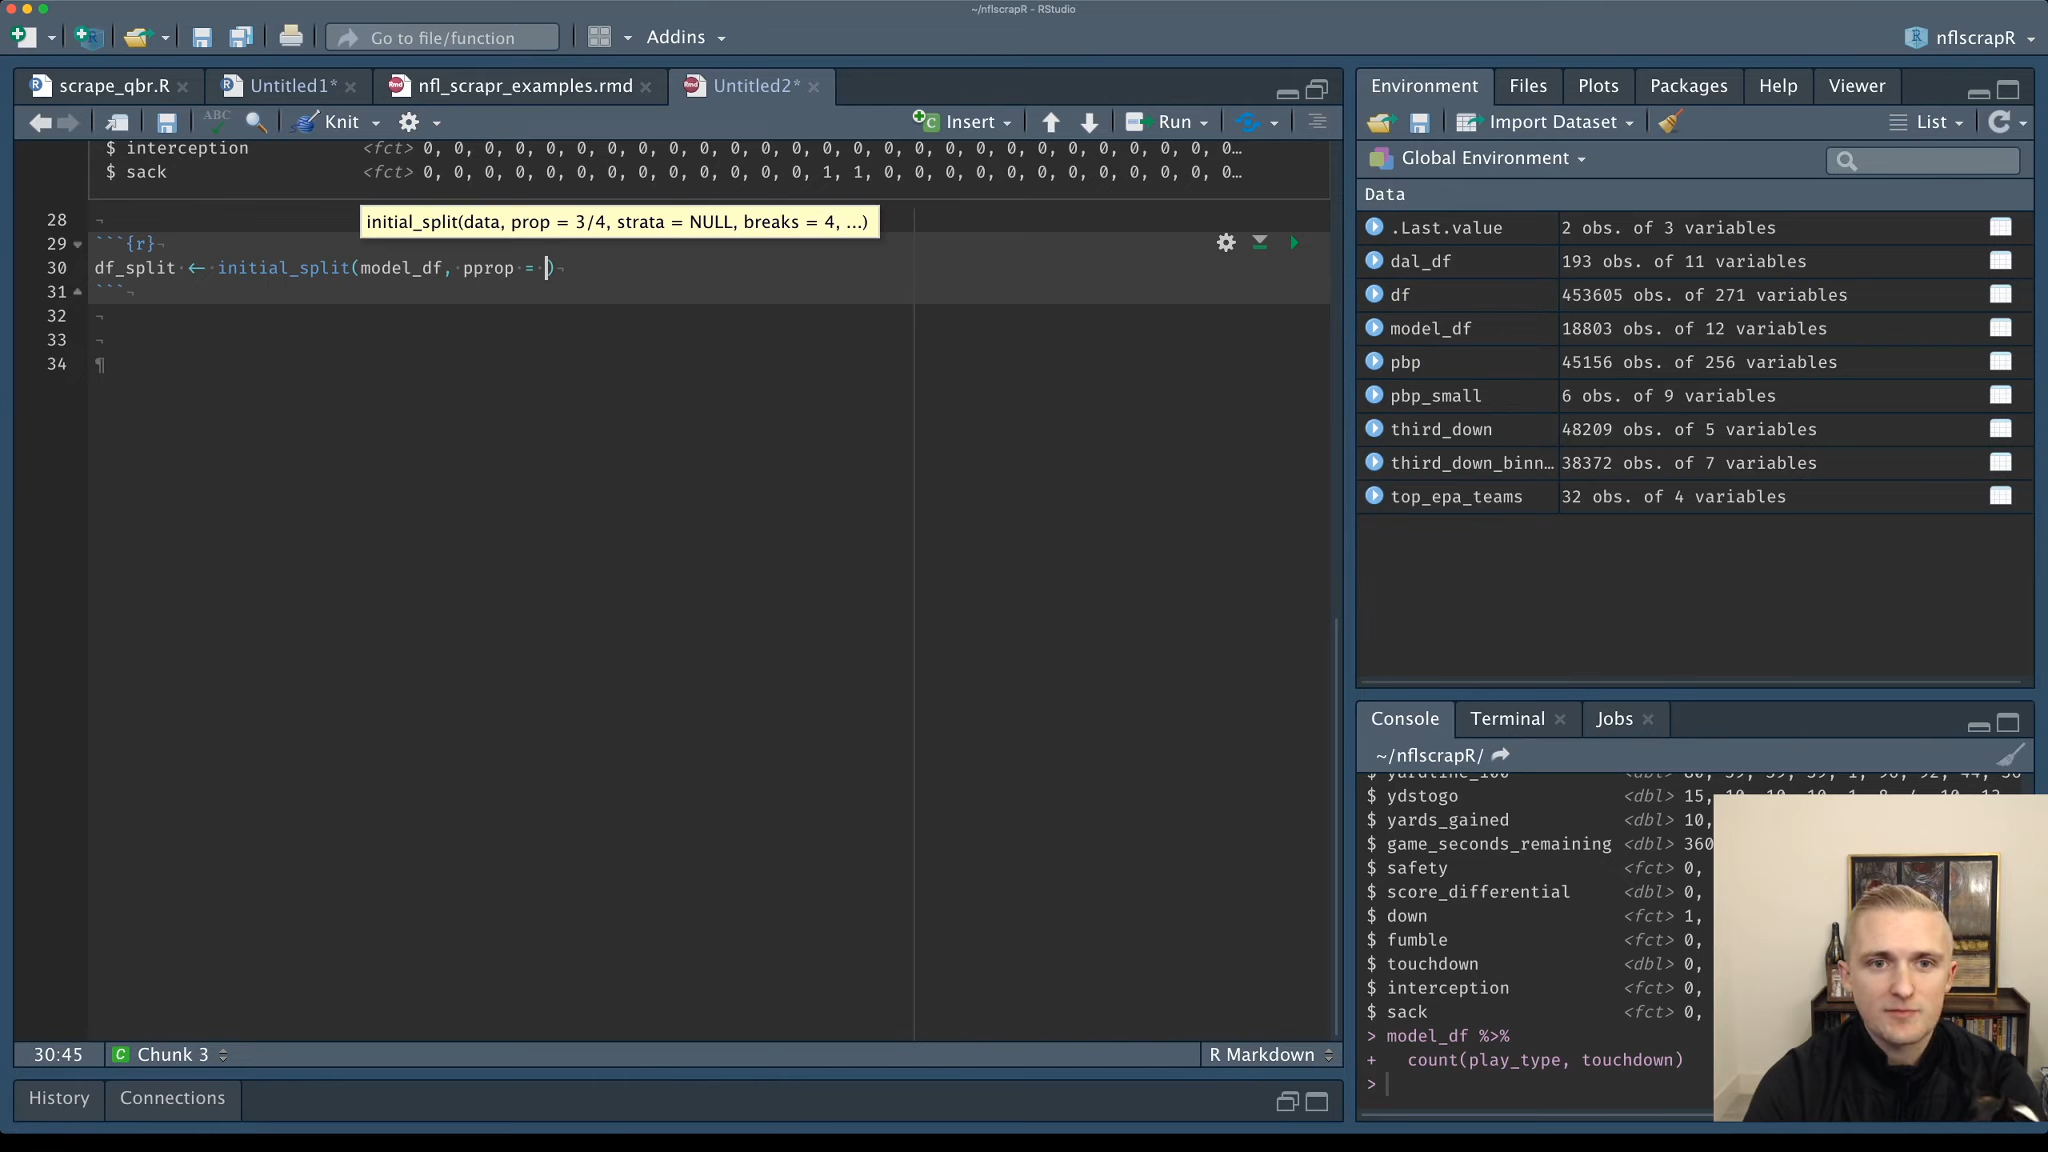 ~/nflscrapR - RStudio
Go to file/function
Addins
nflscrapR
scrape_qbr.R
Untitled1*
nfl_scrapr_examples.rmd
Untitled2*
ABC
Knit
Insert
Run
$ interception <fct> 0, 0, 0, 0, 0, 0, 0, 0, 0, 0, 0, 0, 0, 0, 0, 0, 0, 0, 0, 0, 0, 0, 0, 0, 0, 0, 0…
$ sack <fct> 0, 0, 0, 0, 0, 0, 0, 0, 0, 0, 0, 0, 0, 1, 1, 0, 0, 0, 0, 0, 0, 0, 0, 0, 0, 0, 0…
initial_split(data, prop = 3/4, strata = NULL, breaks = 4, ...)
28
29 ```{r}
30 df_split <- initial_split(model_df, pprop = )
31 ```
32
33
34
30:45
Chunk 3
R Markdown
History
Connections
Environment
Files
Plots
Packages
Help
Viewer
Import Dataset
List
Global Environment
Data
.Last.value 2 obs. of 3 variables
dal_df 193 obs. of 11 variables
df 453605 obs. of 271 variables
model_df 18803 obs. of 12 variables
pbp 45156 obs. of 256 variables
pbp_small 6 obs. of 9 variables
third_down 48209 obs. of 5 variables
third_down_binn… 38372 obs. of 7 variables
top_epa_teams 32 obs. of 4 variables
Console
Terminal
Jobs
~/nflscrapR/
$ ydstogo <dbl> 15, 10, 10, 10, 1, 8, 4, 10, 13
$ yards_gained <dbl> 10,
$ game_seconds_remaining <dbl> 360
$ safety <fct> 0,
$ score_differential <dbl> 0,
$ down <fct> 1,
$ fumble <fct> 0,
$ touchdown <dbl> 0,
$ interception <fct> 0,
$ sack <fct> 0,
> model_df %>%
+ count(play_type, touchdown)
>